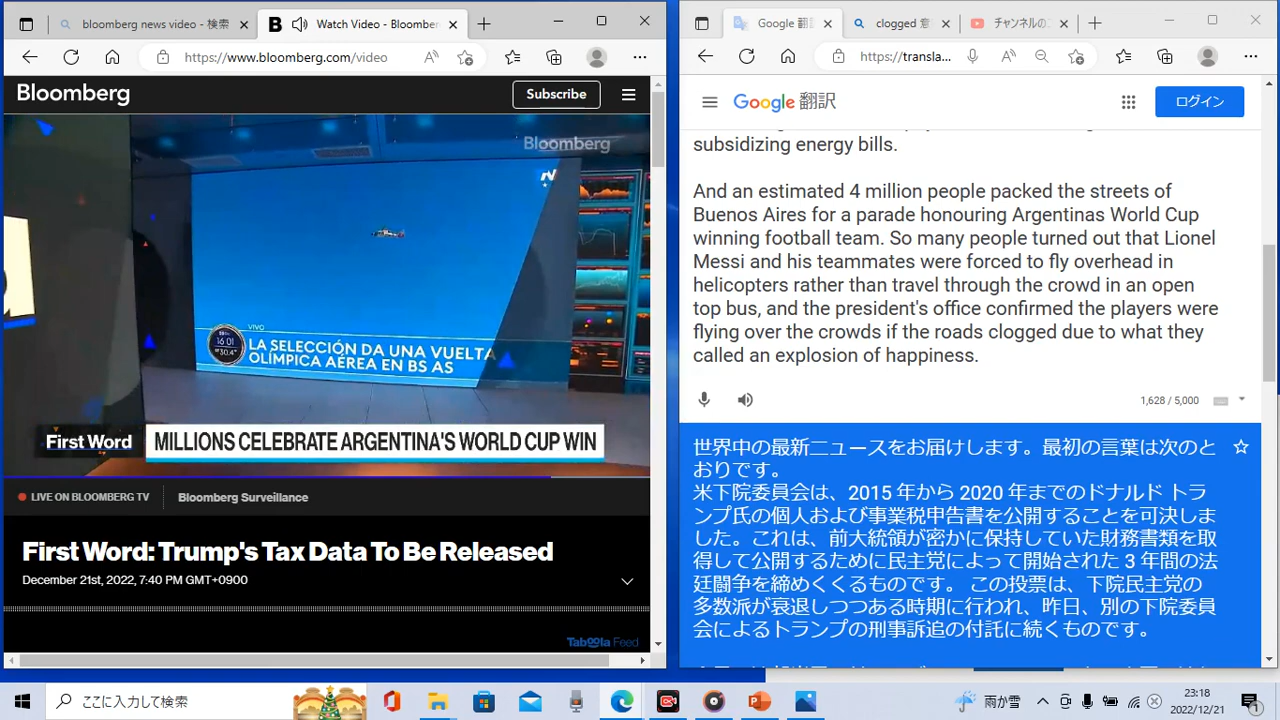 bloomberg news video - 検索
Watch Video - Bloomber
https://www.bloomberg.com/video
Bloomberg
Subscribe
Bloomberg
VIVO
16 01
30.4°
LA SELECCIÓN DA UNA VUELTA
OLÍMPICA AÉREA EN BS AS
First Word
MILLIONS CELEBRATE ARGENTINA'S WORLD CUP WIN
LIVE ON BLOOMBERG TV
Bloomberg Surveillance
First Word: Trump's Tax Data To Be Released
December 21st, 2022, 7:40 PM GMT+0900
Taboola Feed
Google 翻訳
clogged 意
チャンネルのコ
https://transla...
Google 翻訳
ログイン
subsidizing energy bills.
And an estimated 4 million people packed the streets of
Buenos Aires for a parade honouring Argentinas World Cup
winning football team. So many people turned out that Lionel
Messi and his teammates were forced to fly overhead in
helicopters rather than travel through the crowd in an open
top bus, and the president's office confirmed the players were
flying over the crowds if the roads clogged due to what they
called an explosion of happiness.
1,628 / 5,000
世界中の最新ニュースをお届けします。最初の言葉は次のと
おりです。
米下院委員会は、2015 年から 2020 年までのドナルド トラ
ンプ氏の個人および事業税申告書を公開することを可決しま
した。これは、前大統領が密かに保持していた財務書類を取
得して公開するために民主党によって開始された 3 年間の法
廷闘争を締めくくるものです。 この投票は、下院民主党の
多数派が衰退しつつある時期に行われ、昨日、別の下院委員
会によるトランプの刑事訴追の付託に続くものです。
ここに入力して検索
雨か雪
23:18
2022/12/21